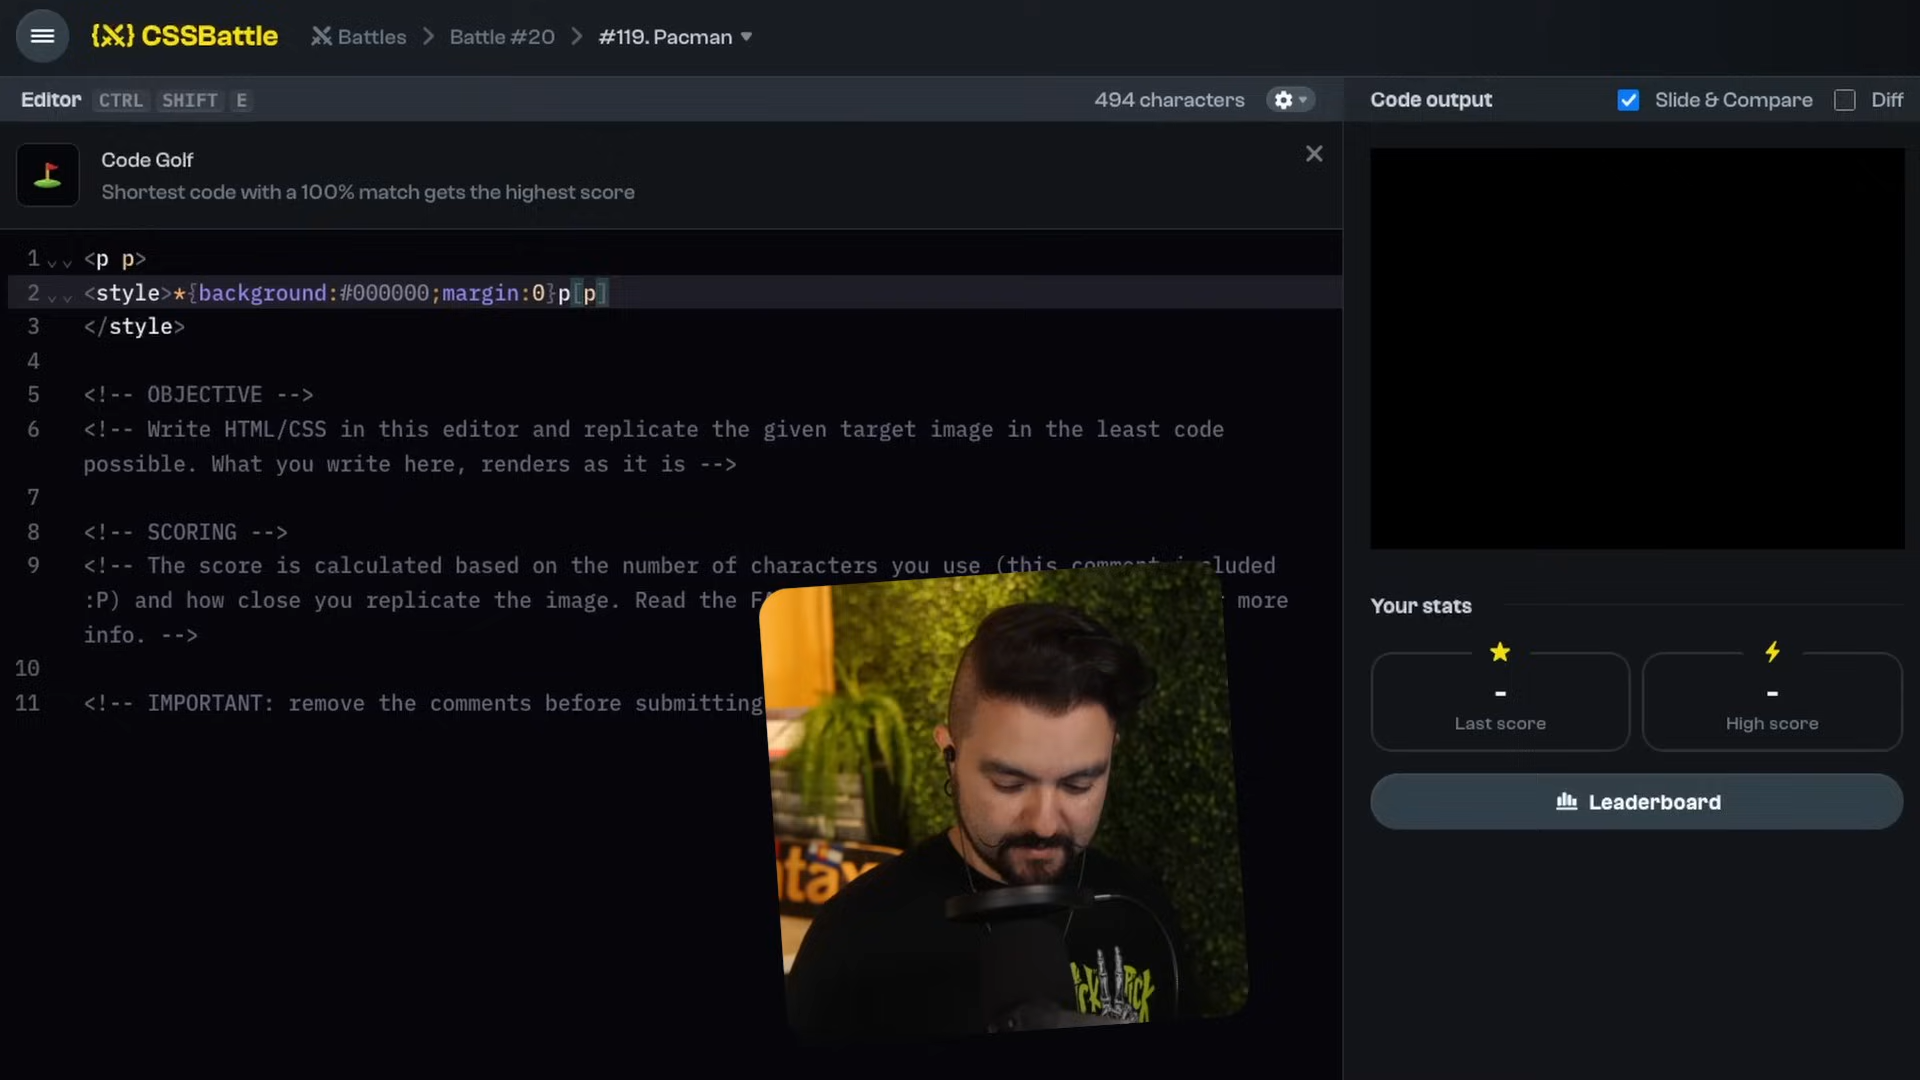 {X} CSSBattle
Battles
Battle #20
#119. Pacman
Editor CTRL SHIFT E
494 characters
Code output
Slide & Compare
Diff
Code Golf
Shortest code with a 100% match gets the highest score
1 <p p>
2 <style>*{background:#000000;margin:0}p[p]
3 </style>
4
5 <!-- OBJECTIVE -->
6 <!-- Write HTML/CSS in this editor and replicate the given target image in the least code
possible. What you write here, renders as it is -->
7
8 <!-- SCORING -->
9 <!-- The score is calculated based on the number of characters you use (this comment included
:P) and how close you replicate the image. Read the more
info. -->
10
11 <!-- IMPORTANT: remove the comments before submitting
Your stats
-
Last score
-
High score
Leaderboard